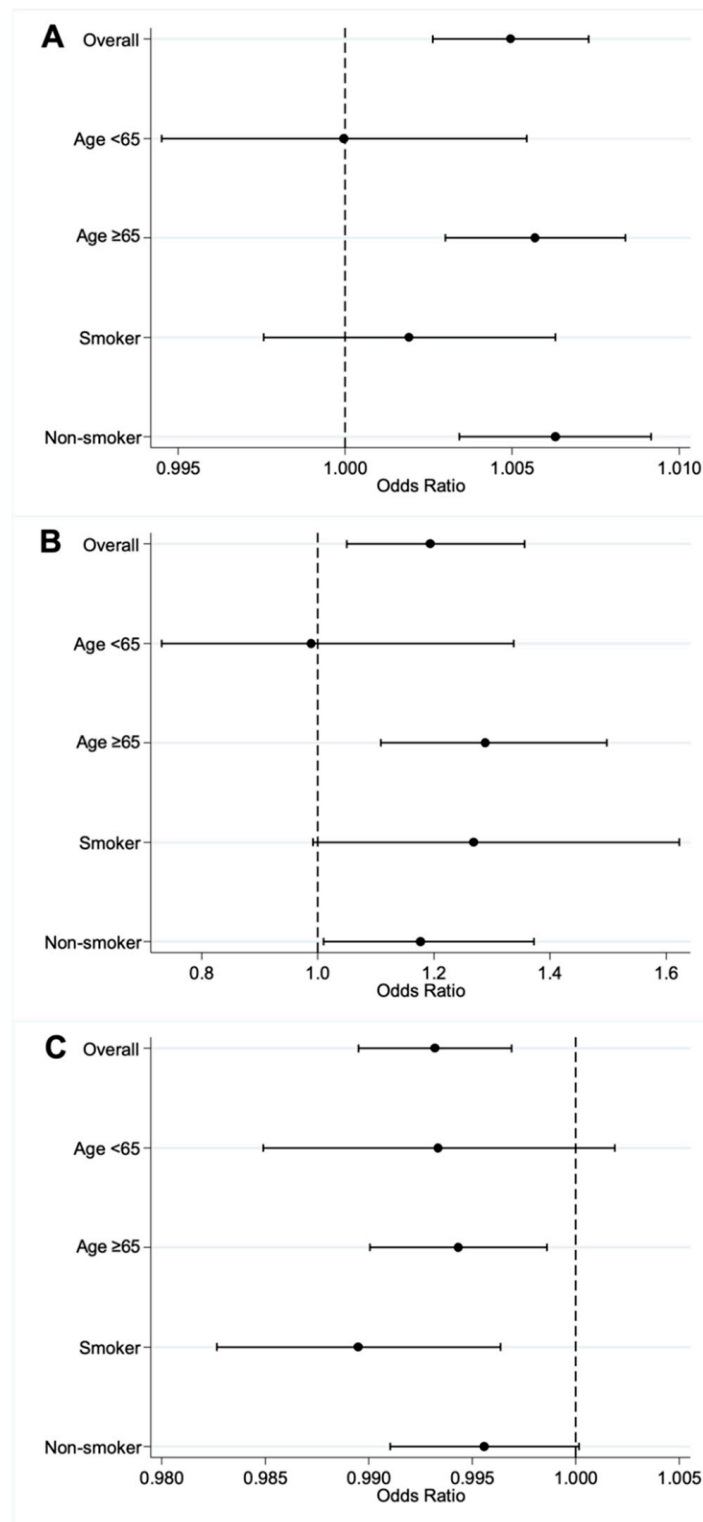 A
Overall
Age <65
Age ≥65
Smoker
Non-smoker
0.995 1.000 1.005 1.010
Odds Ratio
B
Overall
Age <65
Age ≥65
Smoker
Non-smoker
0.8 1.0 1.2 1.4 1.6
Odds Ratio
C
Overall
Age <65
Age ≥65
Smoker
Non-smoker
0.980 0.985 0.990 0.995 1.000 1.005
Odds Ratio